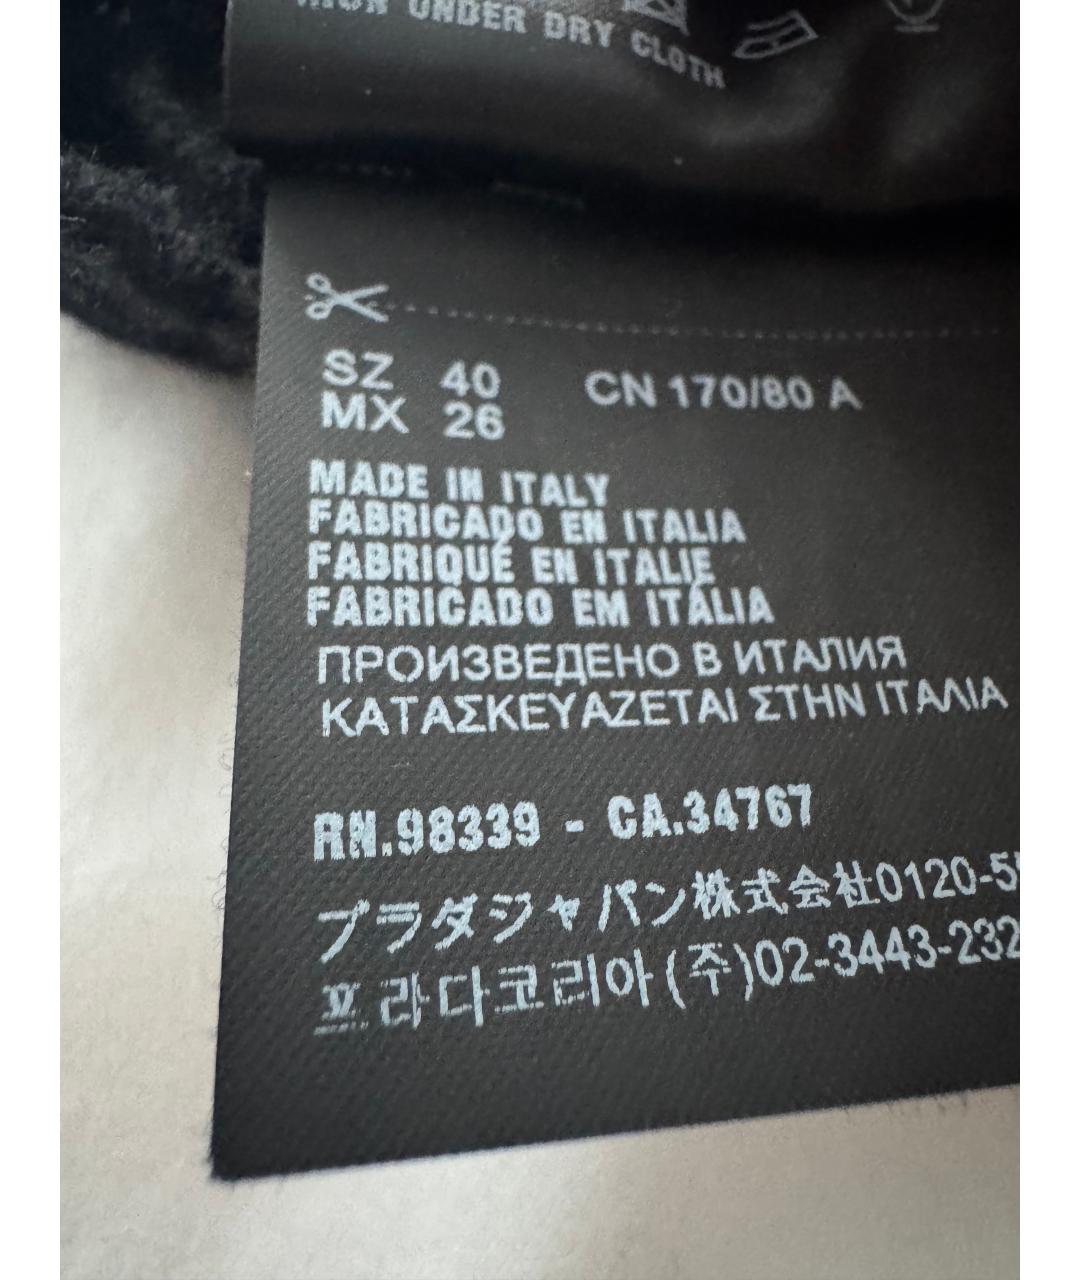 IRON UNDER DRY CLOTH
SZ 40 CN 170/80 A
MX 26
MADE IN ITALY
FABRICADO EN ITALIA
FABRIQUÉ EN ITALIE
FABRICADO EM ITÁLIA
ПРОИЗВЕДЕНО В ИТАЛИЯ
ΚΑΤΑΣΚΕΥΑΖΕΤΑΙ ΣΤΗΝ ΙΤΑΛΙΑ
RN.98339 - CA.34767
プラダジャパン株式会社0120-5
프라다코리아(주)02-3443-232